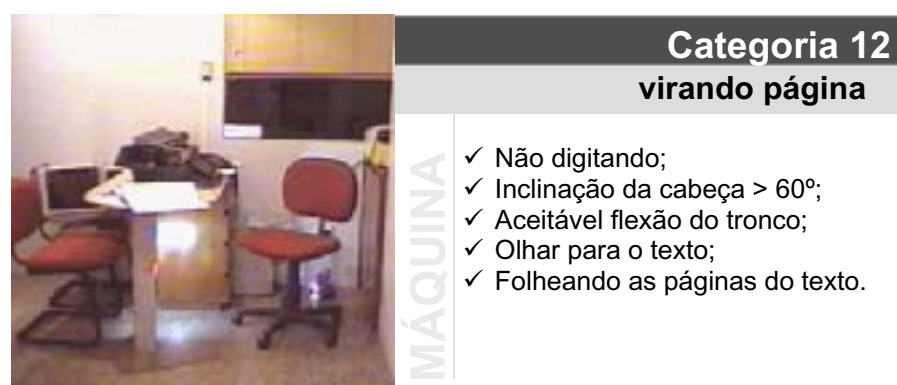 Categoria 12
virando página
MÁQUINA
✓ Não digitando;
✓ Inclinação da cabeça > 60º;
✓ Aceitável flexão do tronco;
✓ Olhar para o texto;
✓ Folheando as páginas do texto.